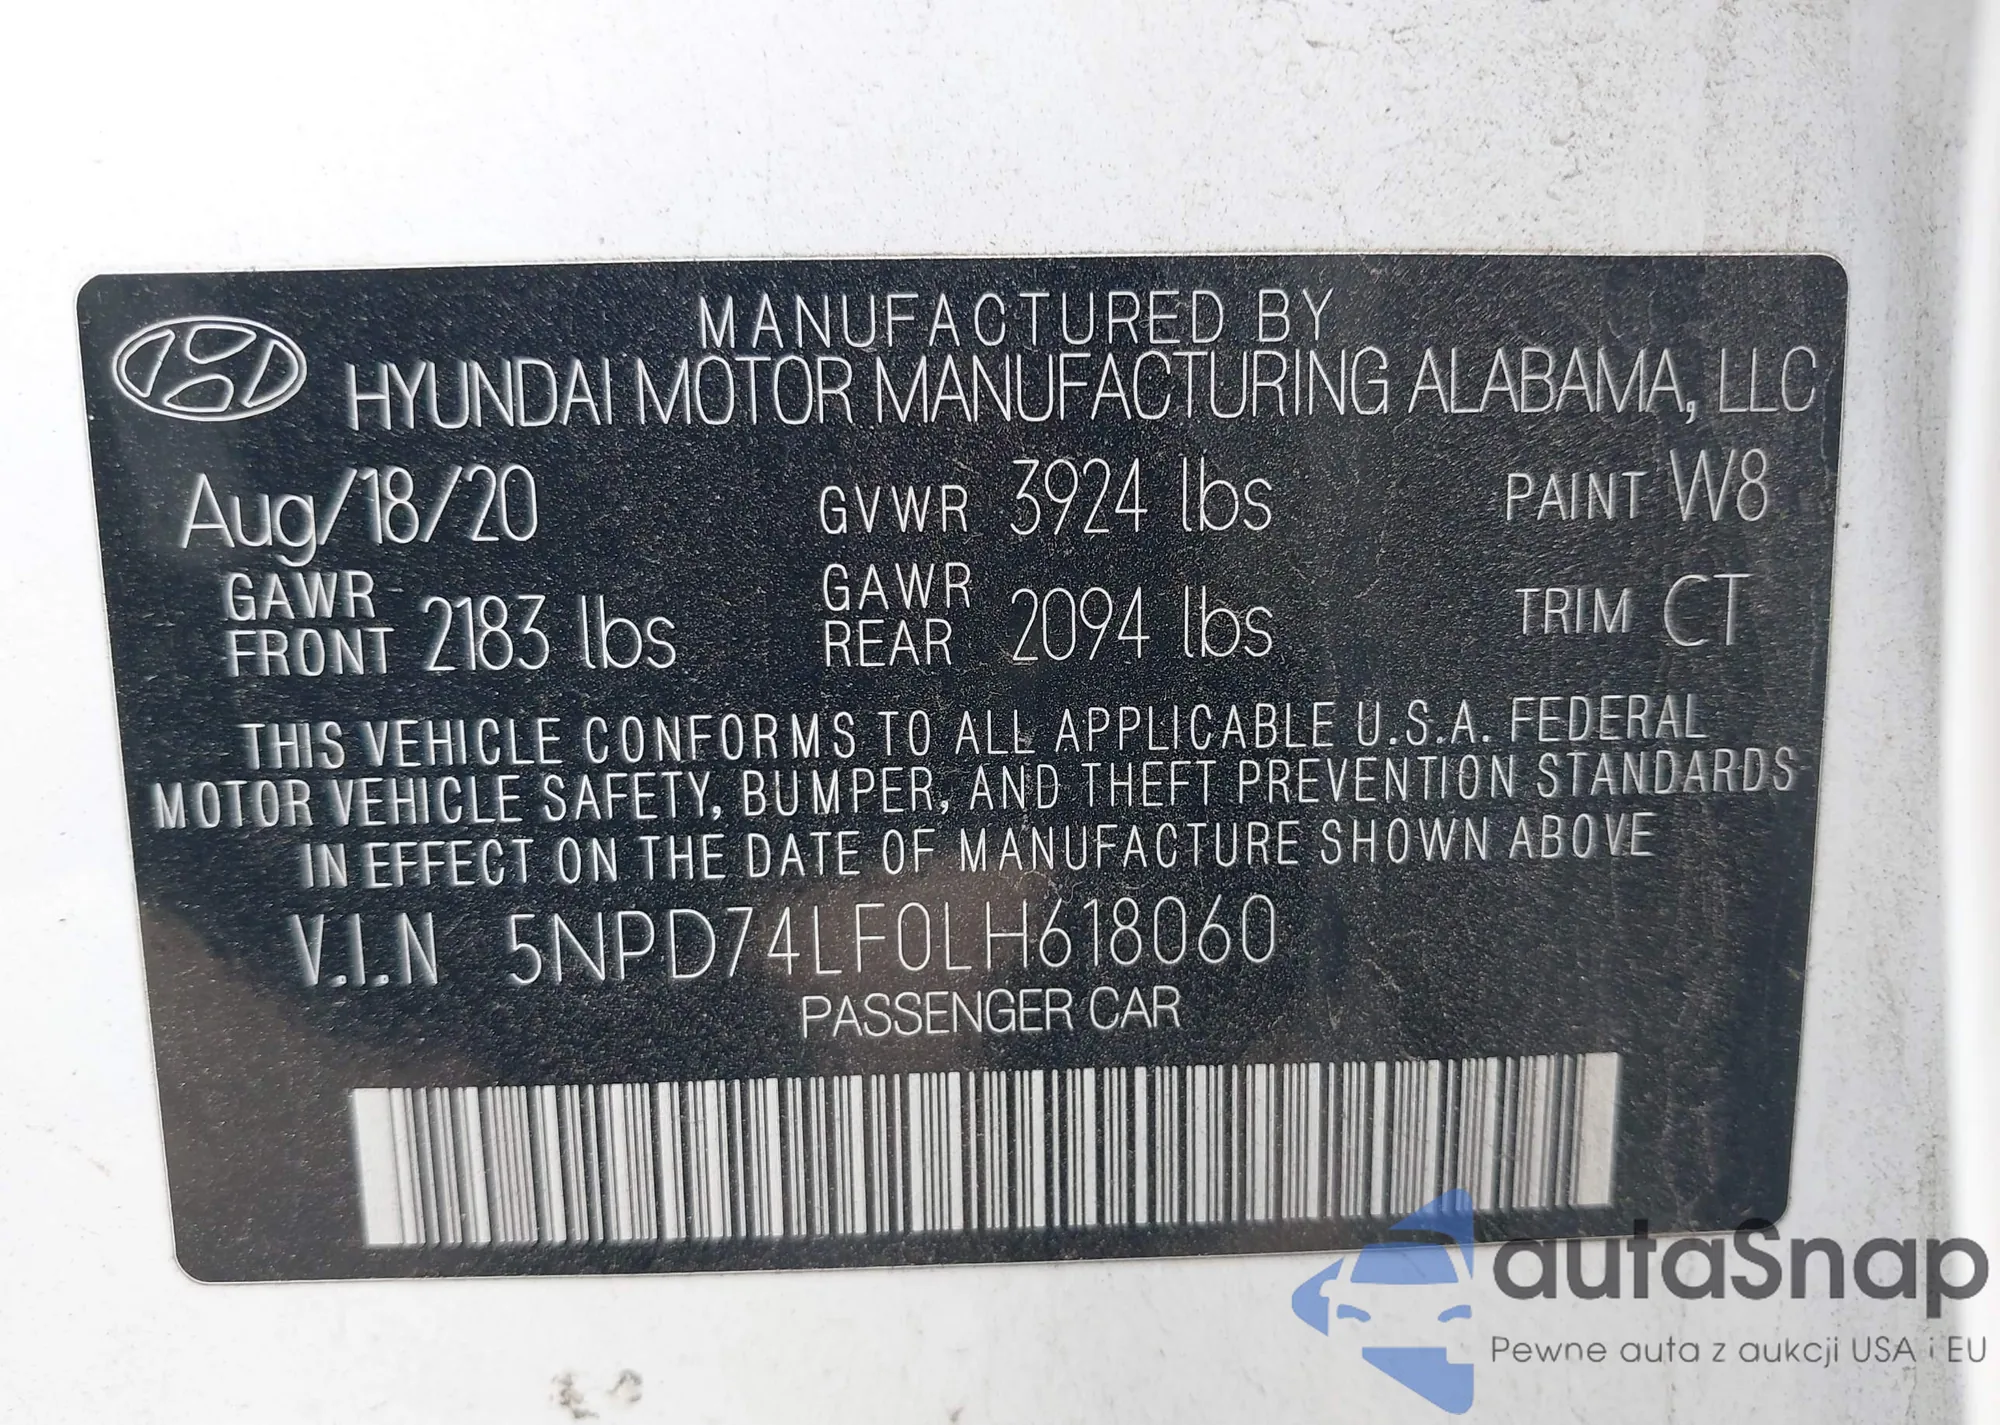 MANUFACTURED BY
HYUNDAI MOTOR MANUFACTURING ALABAMA, LLC
Aug/18/20 GVWR 3924 lbs PAINT W8
GAWR FRONT 2183 lbs GAWR REAR 2094 lbs TRIM CT
THIS VEHICLE CONFORMS TO ALL APPLICABLE U.S.A. FEDERAL
MOTOR VEHICLE SAFETY, BUMPER, AND THEFT PREVENTION STANDARDS
IN EFFECT ON THE DATE OF MANUFACTURE SHOWN ABOVE
V.I.N 5NPD74LF0LH618060
PASSENGER CAR
autaSnap
Pewne auta z aukcji USA i EU